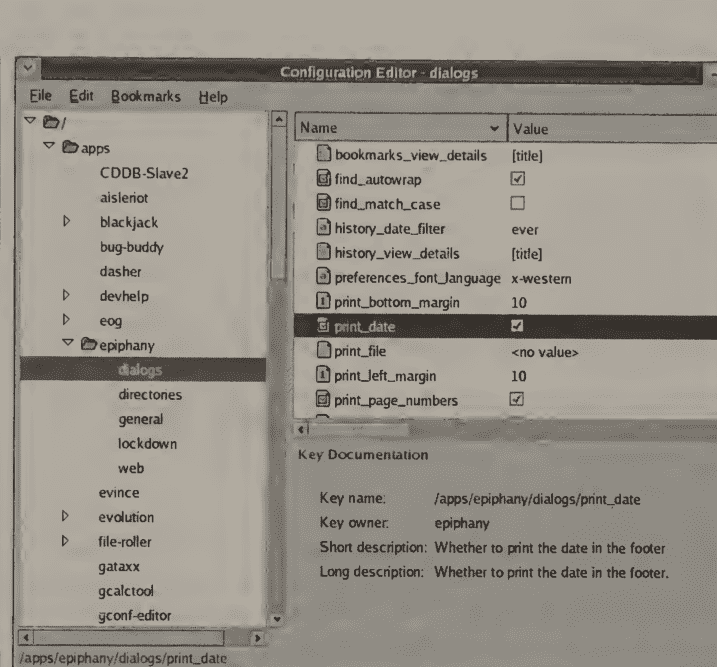 Configuration Editor - dialogs
File Edit Bookmarks Help
/
apps
CDDB-Slave2
aisleriot
blackjack
bug-buddy
dasher
devhelp
eog
epiphany
dialogs
directories
general
lockdown
web
evince
evolution
file-roller
gataxx
gcalctool
gconf-editor
Name Value
bookmarks_view_details [title]
find_autowrap
find_match_case
history_date_filter ever
history_view_details [title]
preferences_font_language x-western
print_bottom_margin 10
print_date
print_file <no value>
print_left_margin 10
print_page_numbers
Key Documentation
Key name: /apps/epiphany/dialogs/print_date
Key owner: epiphany
Short description: Whether to print the date in the footer
Long description: Whether to print the date in the footer.
/apps/epiphany/dialogs/print_date